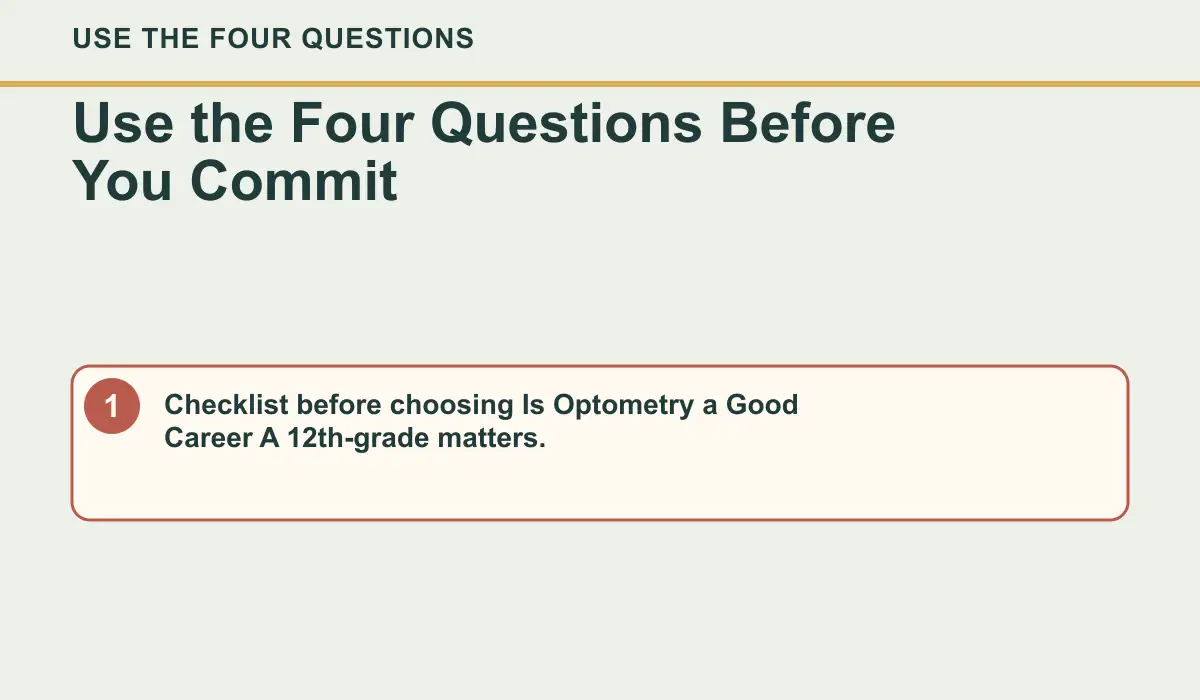 USE THE FOUR QUESTIONS
Use the Four Questions Before
You Commit
1
Checklist before choosing Is Optometry a Good
Career A 12th-grade matters.